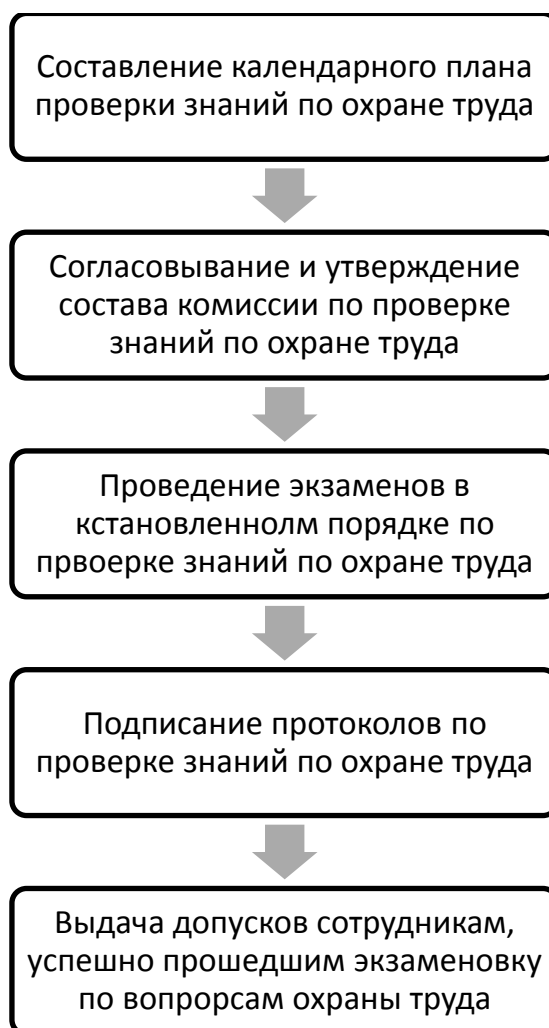 Составление календарного плана
проверки знаний по охране труда
Согласовывание и утверждение
состава комиссии по проверке
знаний по охране труда
Проведение экзаменов в
кстановленнолм порядке по
првоерке знаний по охране труда
Подписание протоколов по
проверке знаний по охране труда
Выдача допусков сотрудникам,
успешно прошедшим экзаменовку
по вопрорсам охраны труда